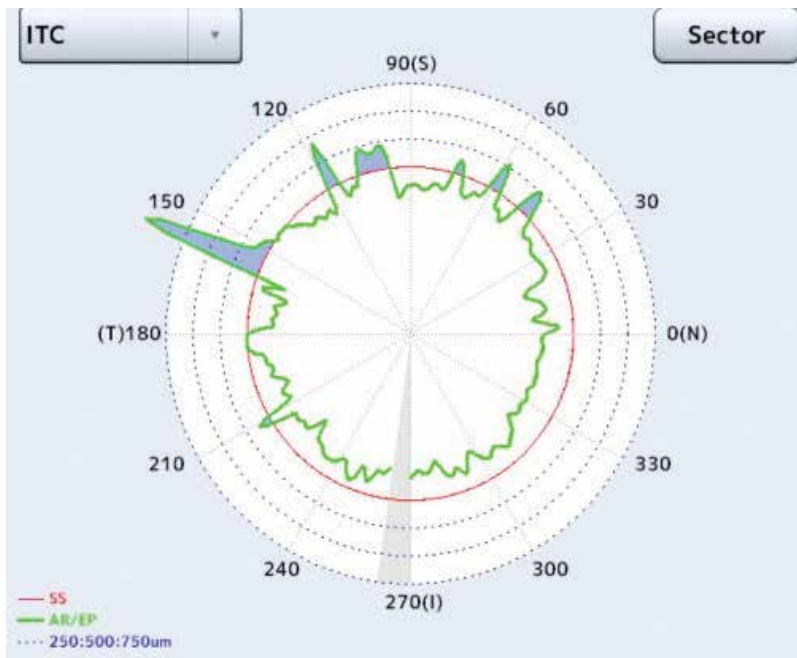 ITC
Sector
90(S)
120
60
150
30
(T)180
0(N)
210
330
240
300
270(I)
SS
AR/EP
250:500:750um